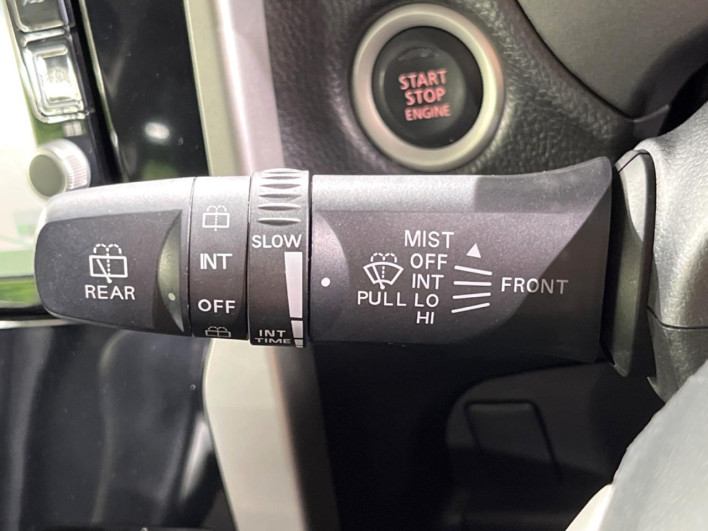 START
STOP
ENGINE
REAR
INT
OFF
SLOW
INT
TIME
PULL
MIST
OFF
INT
LO
HI
FRONT